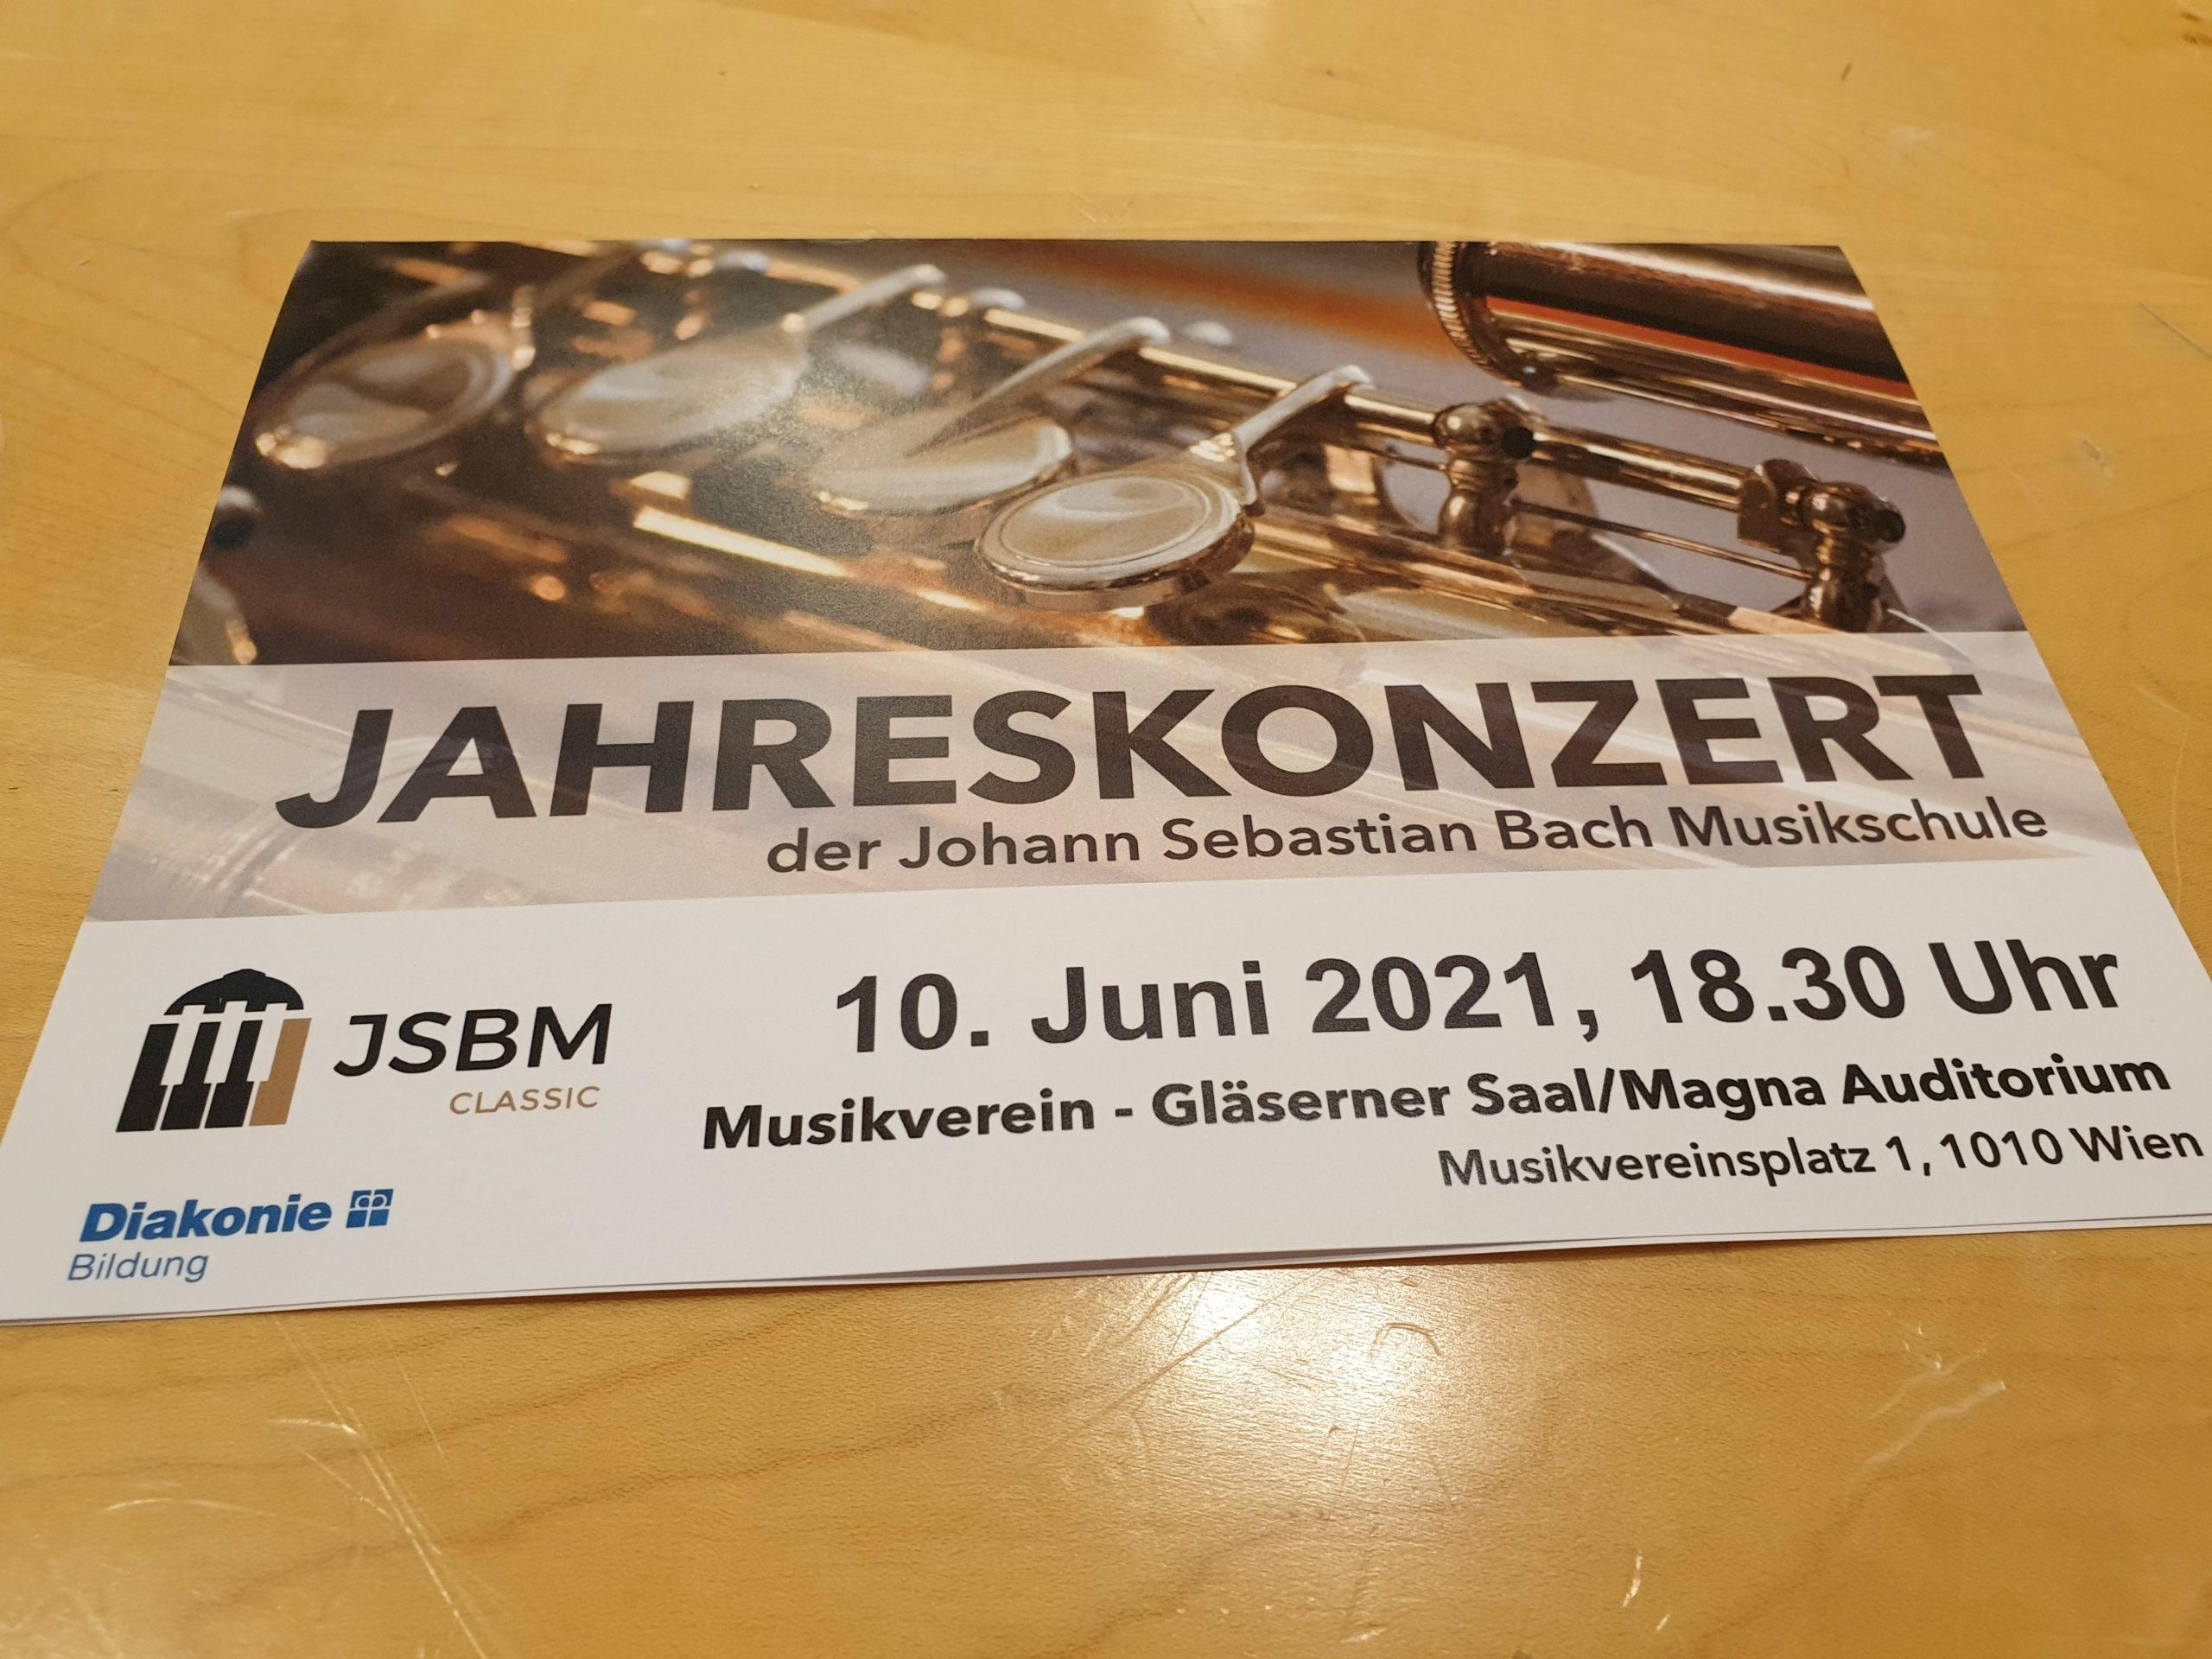 JAHRESKONZERT
der Johann Sebastian Bach Musikschule
JSBM
CLASSIC
10. Juni 2021, 18.30 Uhr
Musikverein - Gläserner Saal/Magna Auditorium
Musikvereinsplatz 1, 1010 Wien
Diakonie
Bildung